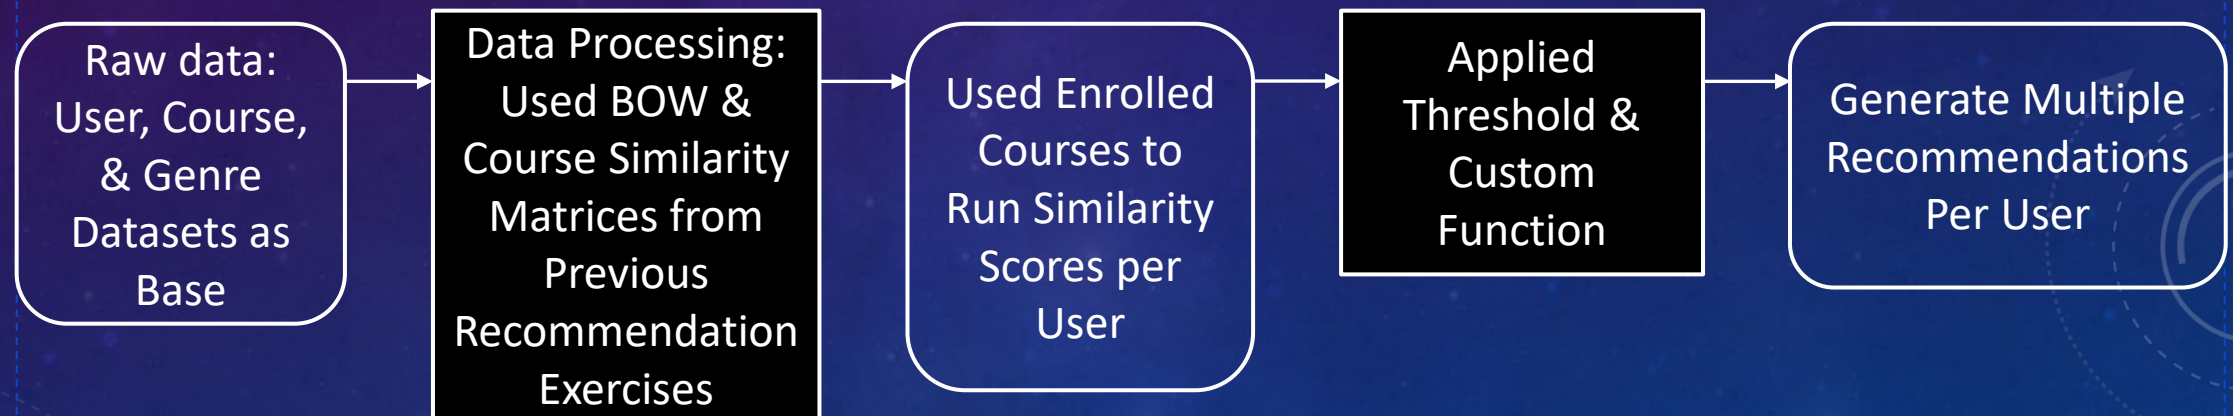 Raw data:
User, Course,
& Genre
Datasets as
Base
Data Processing:
Used BOW &
Course Similarity
Matrices from
Previous
Recommendation
Exercises
Used Enrolled
Courses to
Run Similarity
Scores per
User
Applied
Threshold &
Custom
Function
Generate Multiple
Recommendations
Per User